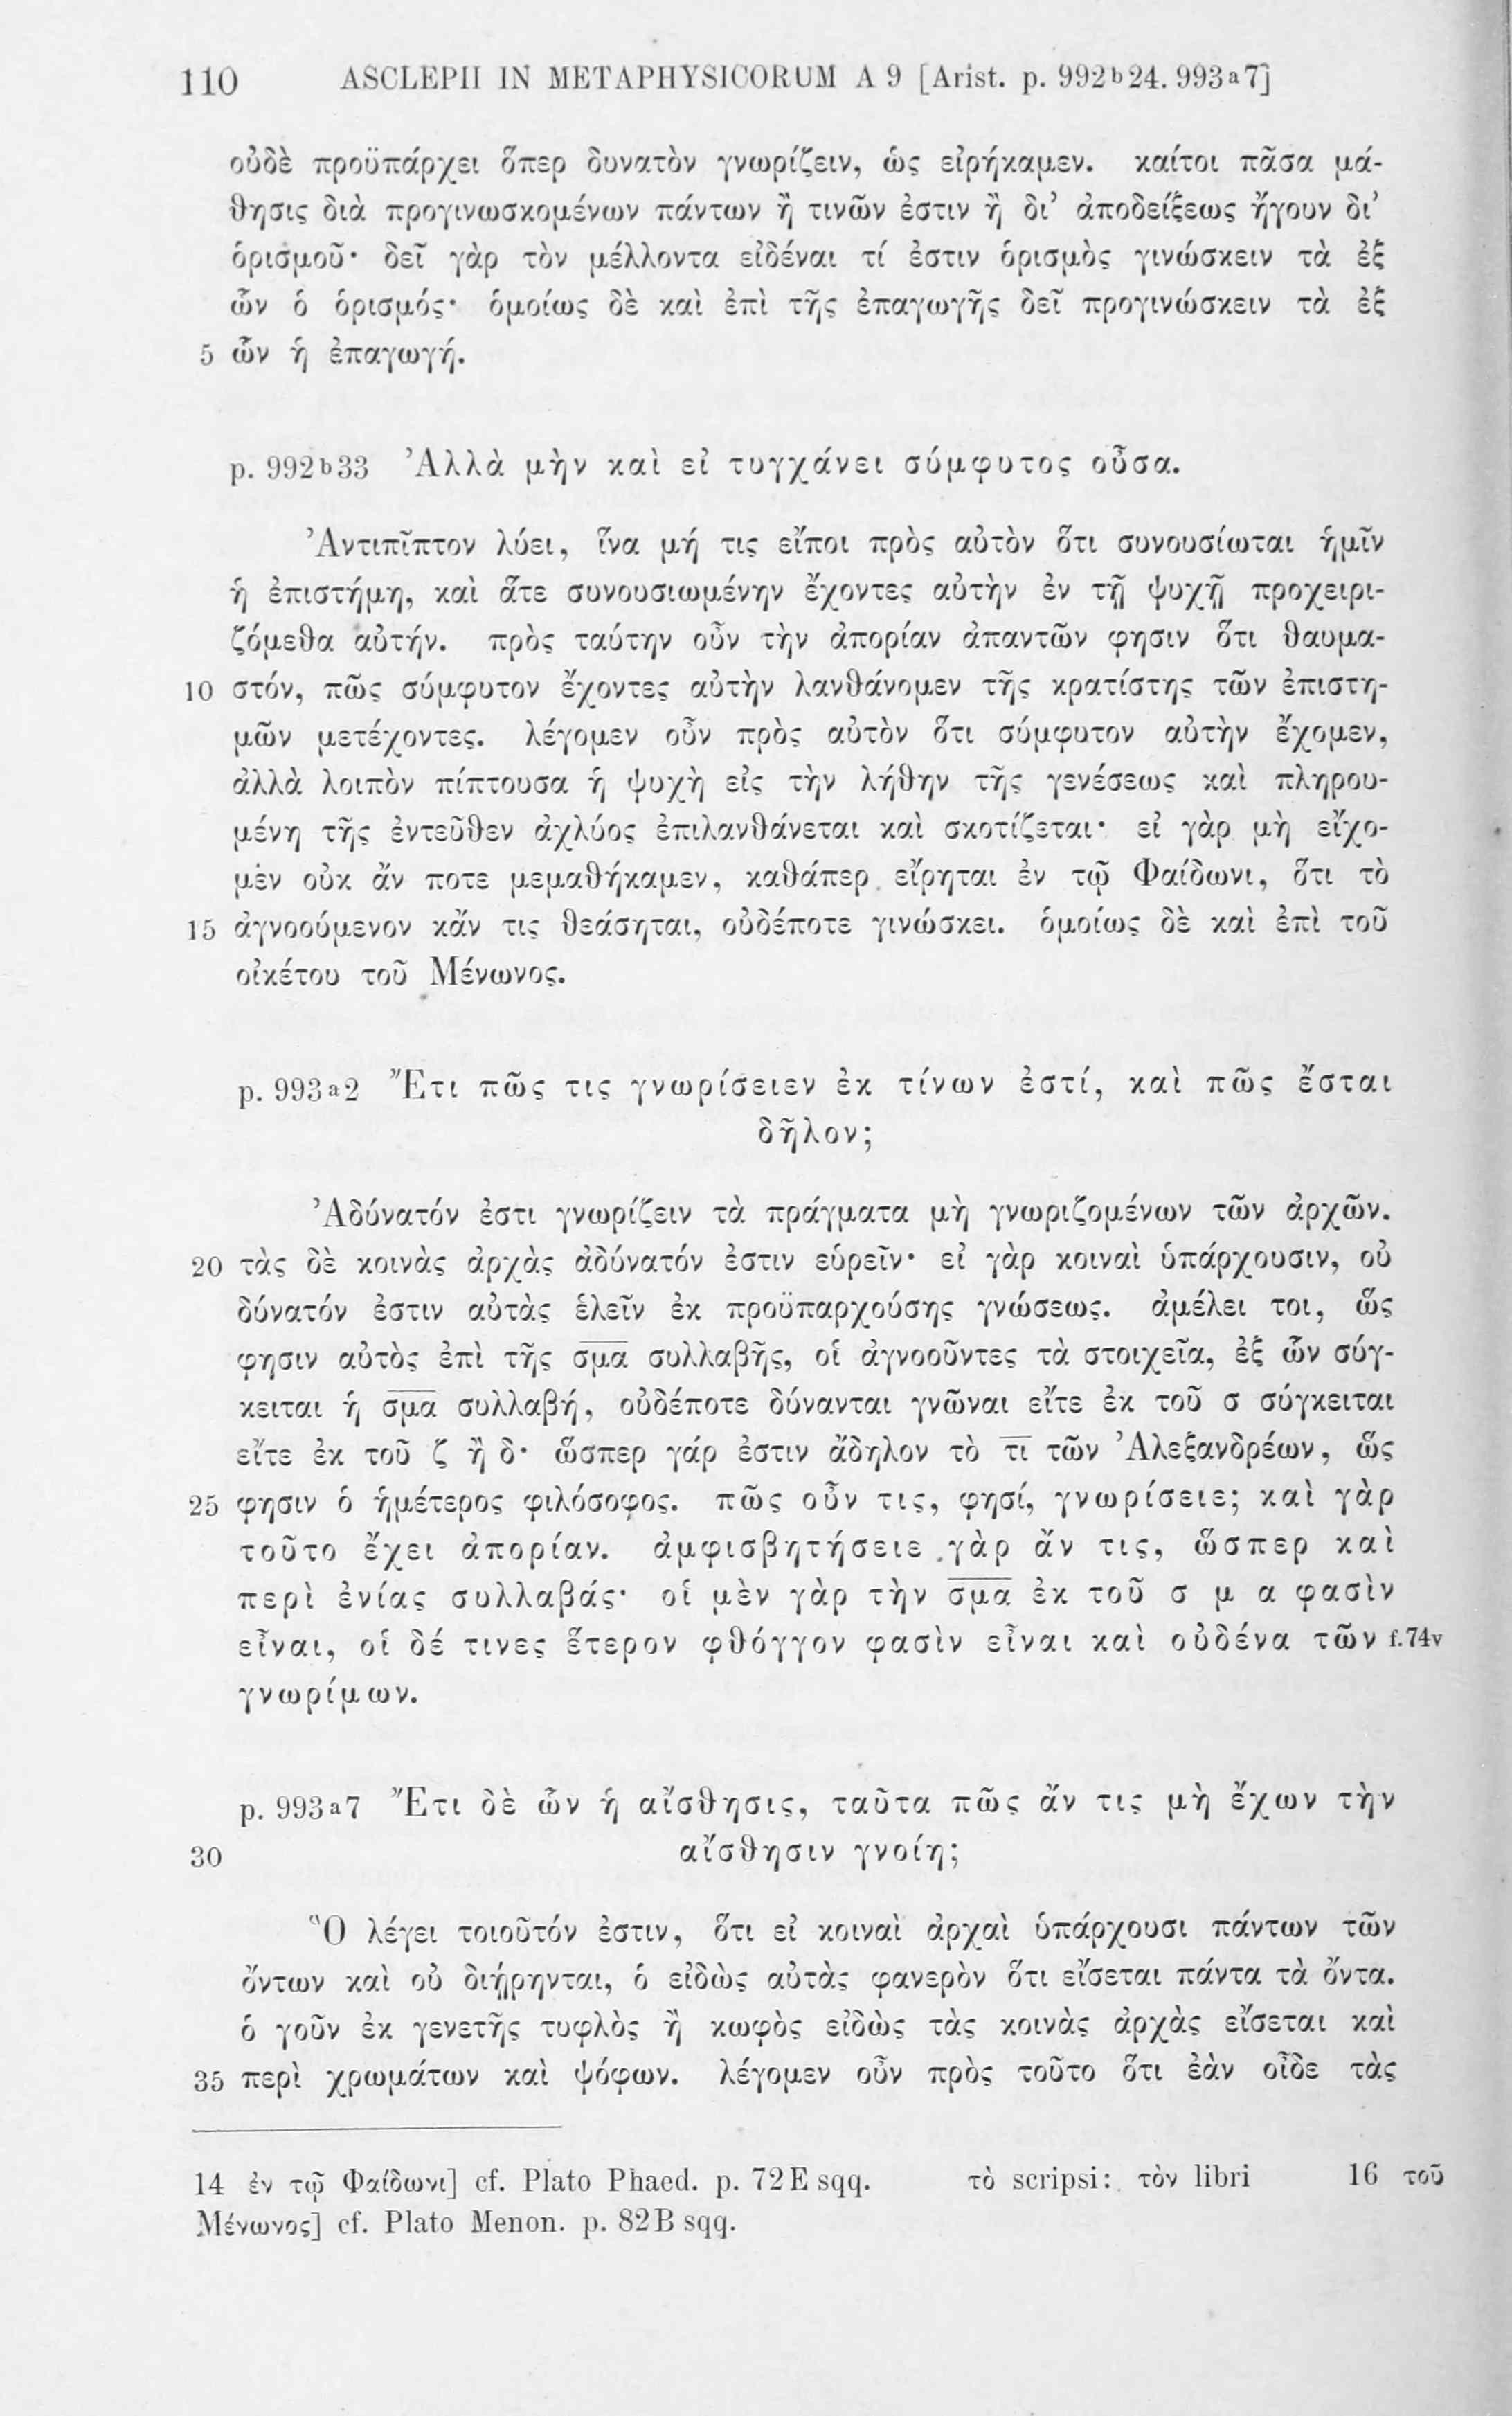 110 ASCLEPII IN METAPHYSICORUM A 9 [Arist. p. 992b24. 993a7]
οὐδὲ προϋπάρχει ὅπερ δυνατὸν γνωρίζειν, ὡς εἰρήκαμεν. καίτοι πᾶσα μά-
θησις διὰ προγινωσκομένων πάντων ἢ τινῶν ἐστιν ἢ δι’ ἀποδείξεως ἤγουν δι’
ὁρισμοῦ· δεῖ γὰρ τὸν μέλλοντα εἰδέναι τί ἐστιν ὁρισμὸς γινώσκειν τὰ ἐξ
ὧν ὁ ὁρισμός· ὁμοίως δὲ καὶ ἐπὶ τῆς ἐπαγωγῆς δεῖ προγινώσκειν τὰ ἐξ
5 ὧν ἡ ἐπαγωγή.
p. 992b33 Ἀλλὰ μὴν καὶ εἰ τυγχάνει σύμφυτος οὖσα.
Ἀντιπῖπτον λύει, ἵνα μή τις εἴποι πρὸς αὐτὸν ὅτι συνουσίωται ἡμῖν
ἡ ἐπιστήμη, καὶ ἅτε συνουσιωμένην ἔχοντες αὐτὴν ἐν τῇ ψυχῇ προχειρι-
ζόμεθα αὐτήν. πρὸς ταύτην οὖν τὴν ἀπορίαν ἀπαντῶν φησιν ὅτι θαυμα-
10 στόν, πῶς σύμφυτον ἔχοντες αὐτὴν λανθάνομεν τῆς κρατίστης τῶν ἐπιστη-
μῶν μετέχοντες. λέγομεν οὖν πρὸς αὐτὸν ὅτι σύμφυτον αὐτὴν ἔχομεν,
ἀλλὰ λοιπὸν πίπτουσα ἡ ψυχὴ εἰς τὴν λήθην τῆς γενέσεως καὶ πληρου-
μένη τῆς ἐντεῦθεν ἀχλύος ἐπιλανθάνεται καὶ σκοτίζεται· εἰ γὰρ μὴ εἴχο-
μὲν οὐκ ἄν ποτε μεμαθήκαμεν, καθάπερ εἴρηται ἐν τῷ Φαίδωνι, ὅτι τὸ
15 ἀγνοούμενον κἄν τις θεάσηται, οὐδέποτε γινώσκει. ὁμοίως δὲ καὶ ἐπὶ τοῦ
οἰκέτου τοῦ Μένωνος.
p. 993a2 Ἔτι πῶς τις γνωρίσειεν ἐκ τίνων ἐστί, καὶ πῶς ἔσται
δῆλον;
Ἀδύνατόν ἐστι γνωρίζειν τὰ πράγματα μὴ γνωριζομένων τῶν ἀρχῶν.
20 τὰς δὲ κοινὰς ἀρχὰς ἀδύνατόν ἐστιν εὑρεῖν· εἰ γὰρ κοιναὶ ὑπάρχουσιν, οὐ
δύνατόν ἐστιν αὐτὰς ἑλεῖν ἐκ προϋπαρχούσης γνώσεως. ἀμέλει τοι, ὥς
φησιν αὐτὸς ἐπὶ τῆς σμα συλλαβῆς, οἱ ἀγνοοῦντες τὰ στοιχεῖα, ἐξ ὧν σύγ-
κειται ἡ σμα συλλαβή, οὐδέποτε δύνανται γνῶναι εἴτε ἐκ τοῦ σ σύγκειται
εἴτε ἐκ τοῦ ζ ἢ δ· ὥσπερ γάρ ἐστιν ἄδηλον τὸ τι τῶν Ἀλεξανδρέων, ὥς
25 φησιν ὁ ἡμέτερος φιλόσοφος. πῶς οὖν τις, φησί, γνωρίσειε; καὶ γὰρ
τοῦτο ἔχει ἀπορίαν. ἀμφισβητήσειε γὰρ ἄν τις, ὥσπερ καὶ
περὶ ἐνίας συλλαβάς· οἱ μὲν γὰρ τὴν σμα ἐκ τοῦ σ μ α φασὶν
εἶναι, οἱ δέ τινες ἕτερον φθόγγον φασὶν εἶναι καὶ οὐδένα τῶν f.74v
γνωρίμων.
p. 993a7 Ἔτι δὲ ὧν ἡ αἴσθησις, ταῦτα πῶς ἄν τις μὴ ἔχων τὴν
30 αἴσθησιν γνοίη;
Ὃ λέγει τοιοῦτόν ἐστιν, ὅτι εἰ κοιναὶ ἀρχαὶ ὑπάρχουσι πάντων τῶν
ὄντων καὶ οὐ διῄρηνται, ὁ εἰδὼς αὐτὰς φανερὸν ὅτι εἴσεται πάντα τὰ ὄντα.
ὁ γοῦν ἐκ γενετῆς τυφλὸς ἢ κωφὸς εἰδὼς τὰς κοινὰς ἀρχὰς εἴσεται καὶ
35 περὶ χρωμάτων καὶ ψόφων. λέγομεν οὖν πρὸς τοῦτο ὅτι ἐὰν οἶδε τὰς
14 ἐν τῷ Φαίδωνι] cf. Plato Phaed. p. 72E sqq. τὸ scripsi: τὸν libri 16 τοῦ
Μένωνος] cf. Plato Menon. p. 82B sqq.